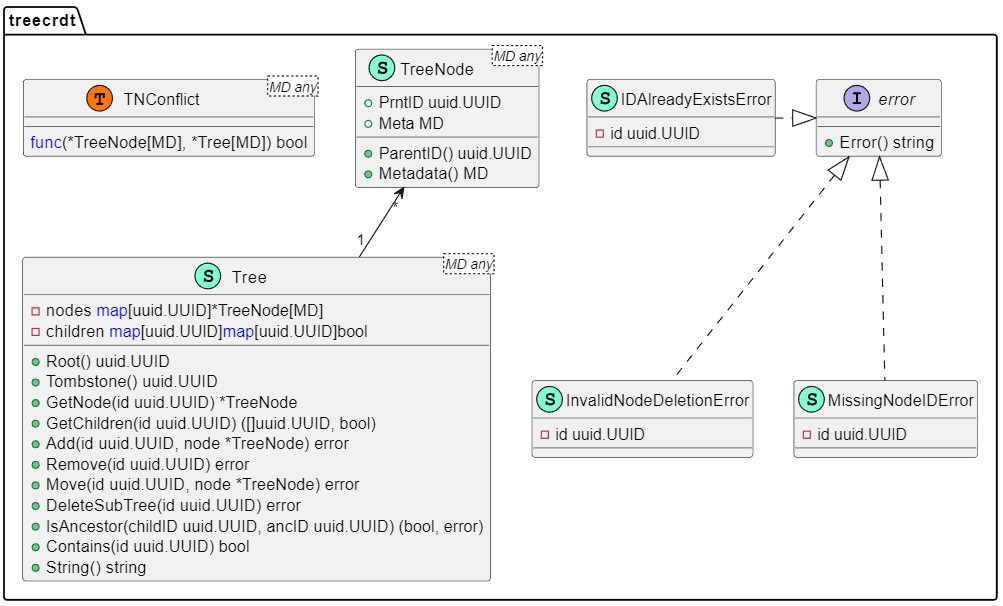 treecrdt
T TNConflict
MD any
func(*TreeNode[MD], *Tree[MD]) bool
S TreeNode
MD any
PrntID uuid.UUID
Meta MD
ParentID() uuid.UUID
Metadata() MD
S IDAlreadyExistsError
id uuid.UUID
I error
Error() string
*
1
S Tree
MD any
nodes map[uuid.UUID]*TreeNode[MD]
children map[uuid.UUID]map[uuid.UUID]bool
Root() uuid.UUID
Tombstone() uuid.UUID
GetNode(id uuid.UUID) *TreeNode
GetChildren(id uuid.UUID) ([]uuid.UUID, bool)
Add(id uuid.UUID, node *TreeNode) error
Remove(id uuid.UUID) error
Move(id uuid.UUID, node *TreeNode) error
DeleteSubTree(id uuid.UUID) error
IsAncestor(childID uuid.UUID, ancID uuid.UUID) (bool, error)
Contains(id uuid.UUID) bool
String() string
S InvalidNodeDeletionError
id uuid.UUID
S MissingNodeIDError
id uuid.UUID